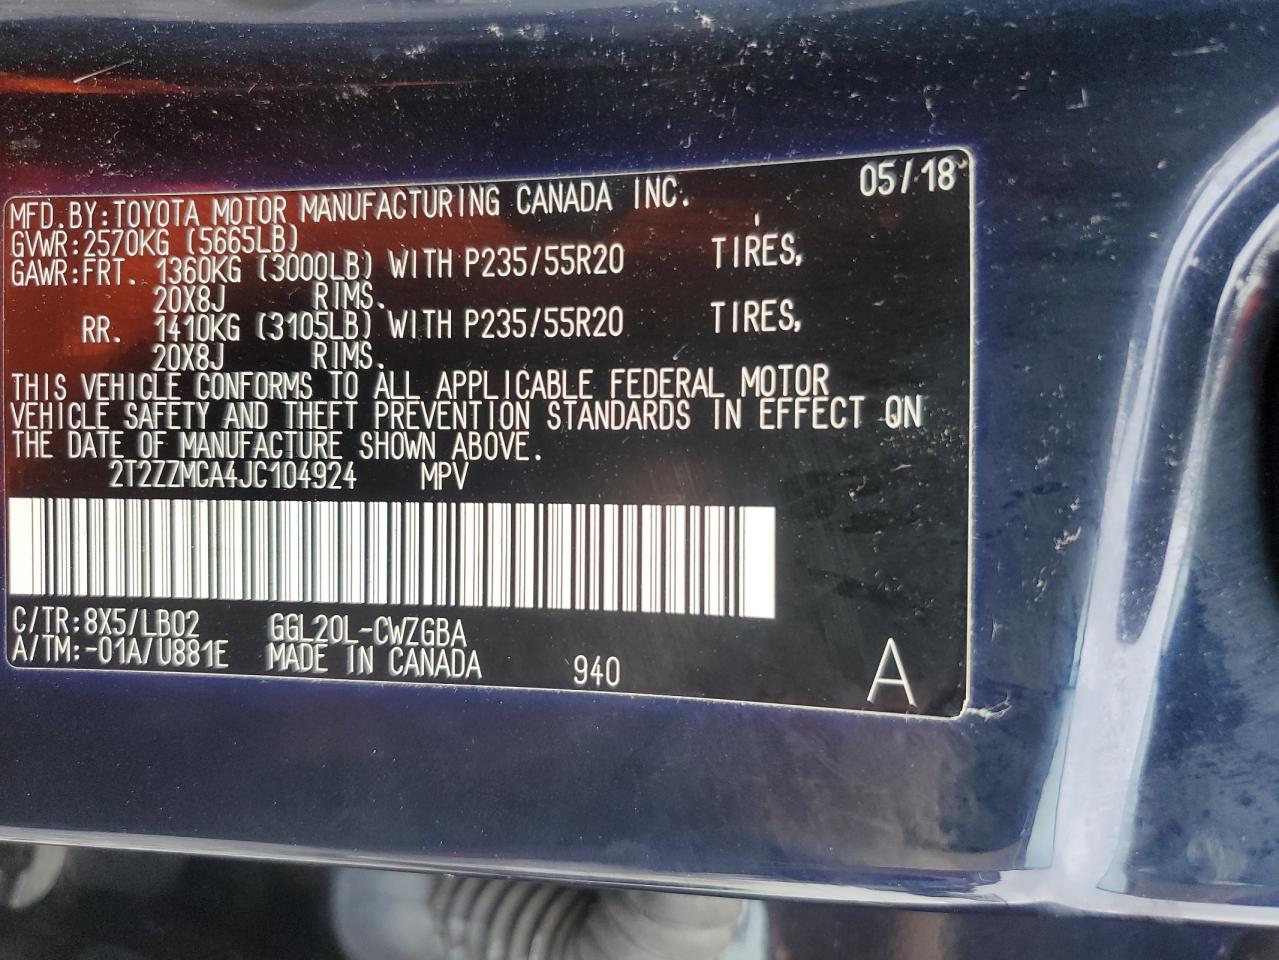 05/18
MFD.BY:TOYOTA MOTOR MANUFACTURING CANADA INC.
GVWR:2570KG (5665LB)
GAWR:FRT. 1360KG (3000LB) WITH P235/55R20 TIRES,
20X8J RIMS.
RR. 1410KG (3105LB) WITH P235/55R20 TIRES,
20X8J RIMS.
THIS VEHICLE CONFORMS TO ALL APPLICABLE FEDERAL MOTOR
VEHICLE SAFETY AND THEFT PREVENTION STANDARDS IN EFFECT ON
THE DATE OF MANUFACTURE SHOWN ABOVE.
2T2ZZMCA4JC104924 MPV
C/TR:8X5/LB02 GGL20L-CWZGBA
A/TM:-01A/U881E MADE IN CANADA 940 A